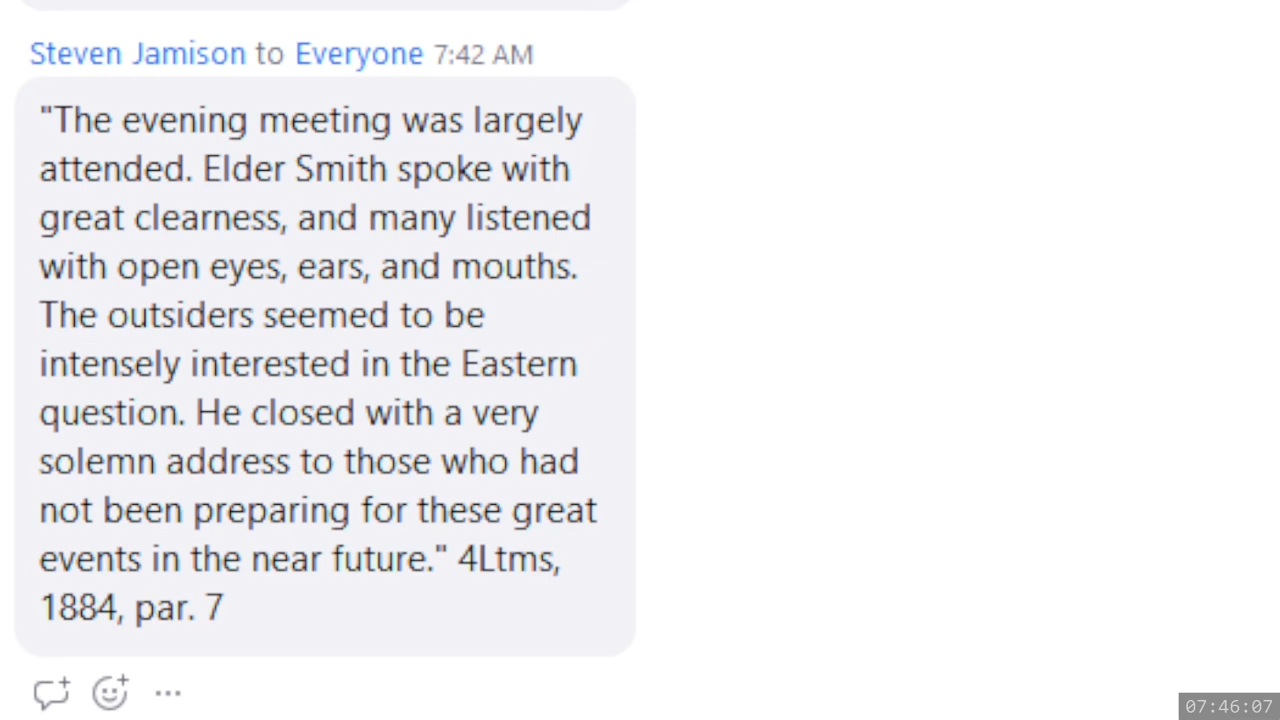 Steven Jamison to Everyone 7:42 AM
"The evening meeting was largely
attended. Elder Smith spoke with
great clearness, and many listened
with open eyes, ears, and mouths.
The outsiders seemed to be
intensely interested in the Eastern
question. He closed with a very
solemn address to those who had
not been preparing for these great
events in the near future." 4Ltms,
1884, par. 7
07:46:07